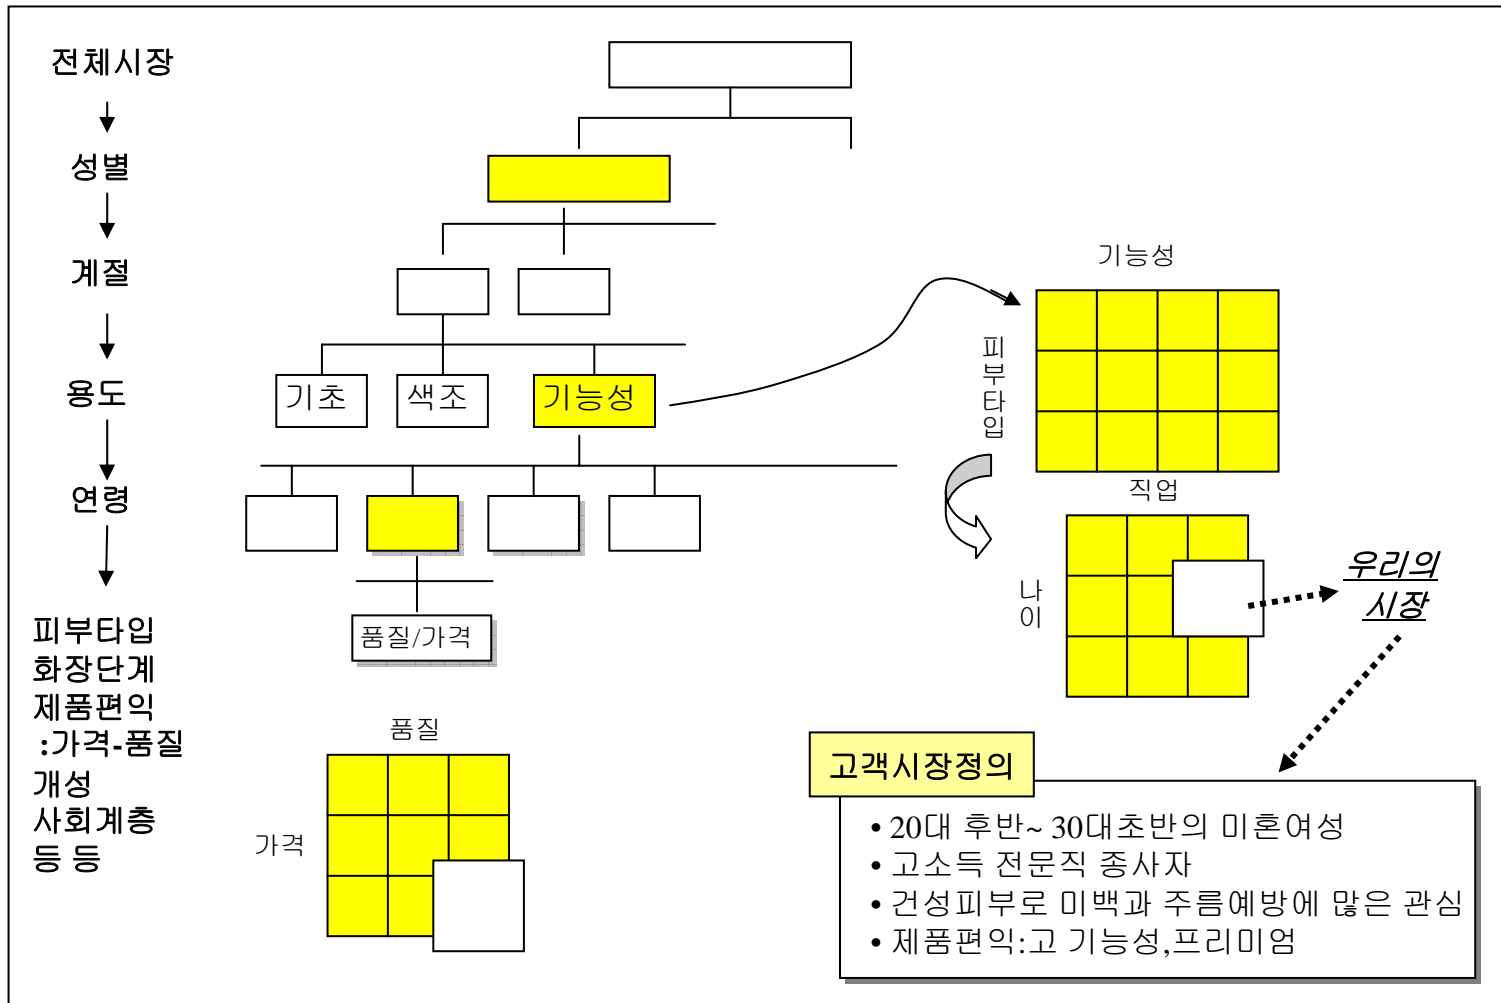 전체시장
성별
계절
용도
연령
피부타입
화장단계
제품편익
:가격-품질
개성
사회계층
등 등
기초
색조
기능성
품질/가격
품질
가격
기능성
피부타입
직업
나이
우리의
시장
고객시장정의
• 20대 후반~ 30대초반의 미혼여성
• 고소득 전문직 종사자
• 건성피부로 미백과 주름예방에 많은 관심
• 제품편익:고 기능성,프리미엄